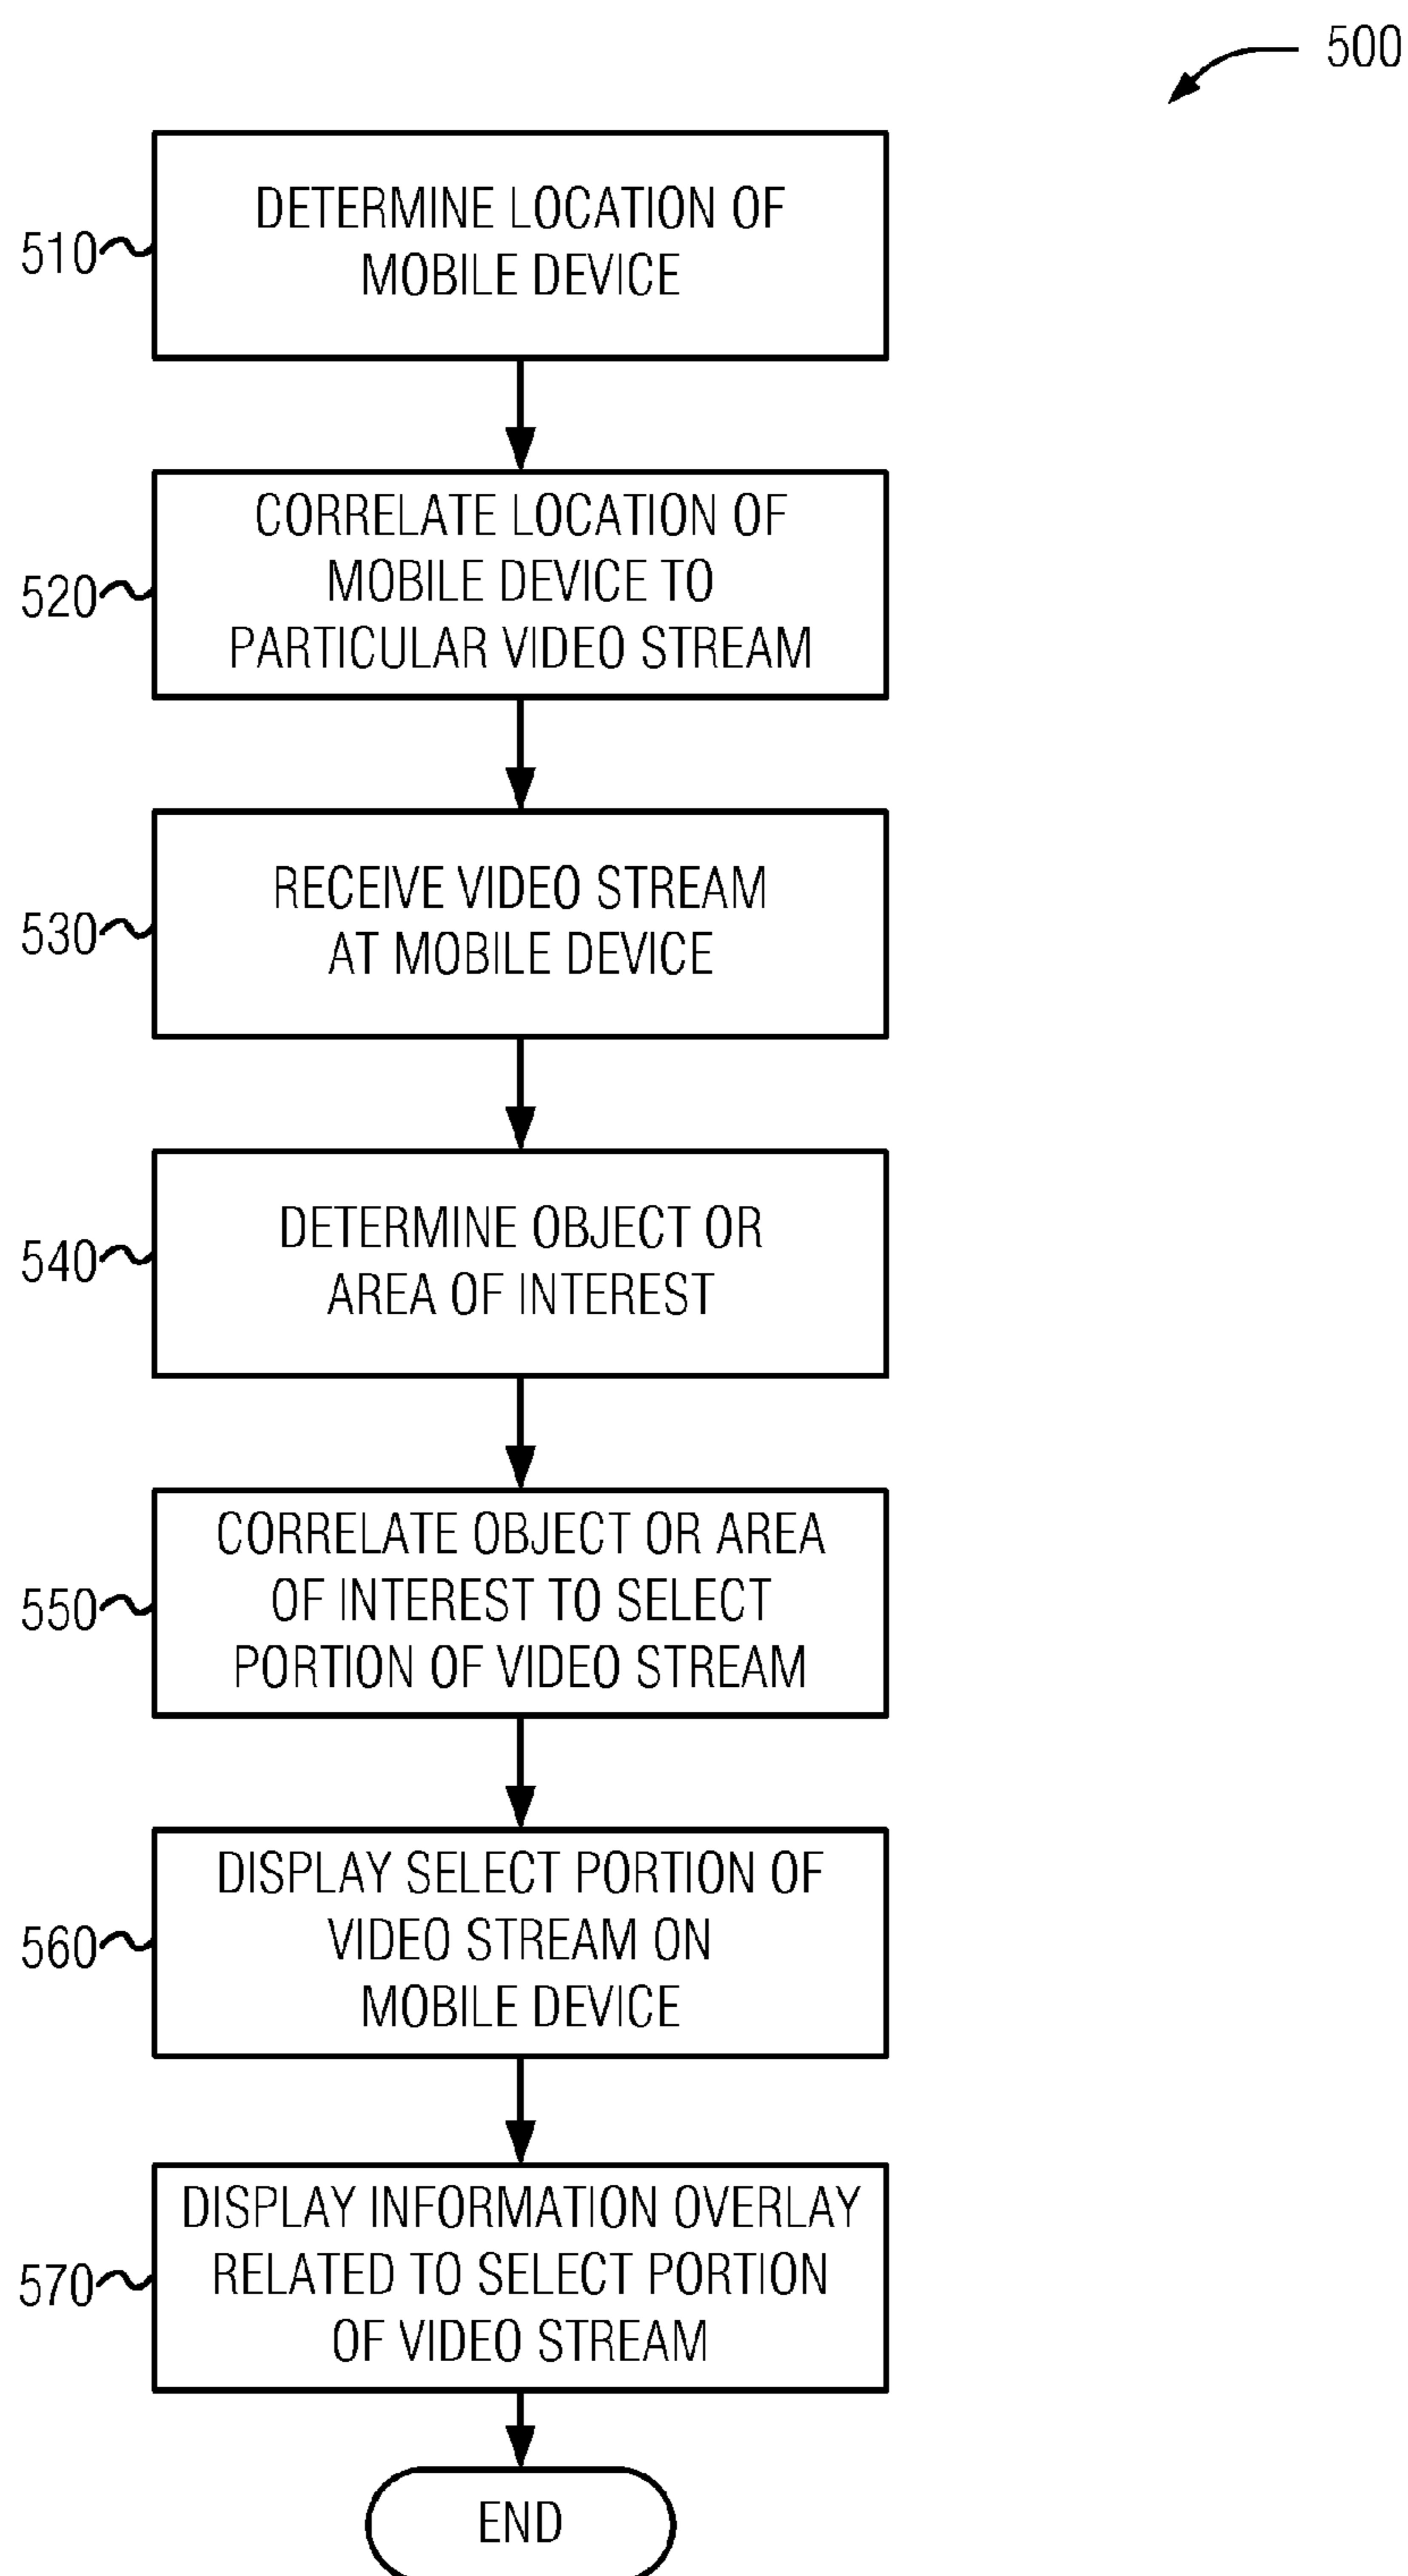 500
510
DETERMINE LOCATION OF
MOBILE DEVICE
520
CORRELATE LOCATION OF
MOBILE DEVICE TO
PARTICULAR VIDEO STREAM
530
RECEIVE VIDEO STREAM
AT MOBILE DEVICE
540
DETERMINE OBJECT OR
AREA OF INTEREST
550
CORRELATE OBJECT OR AREA
OF INTEREST TO SELECT
PORTION OF VIDEO STREAM
560
DISPLAY SELECT PORTION OF
VIDEO STREAM ON
MOBILE DEVICE
570
DISPLAY INFORMATION OVERLAY
RELATED TO SELECT PORTION
OF VIDEO STREAM
END